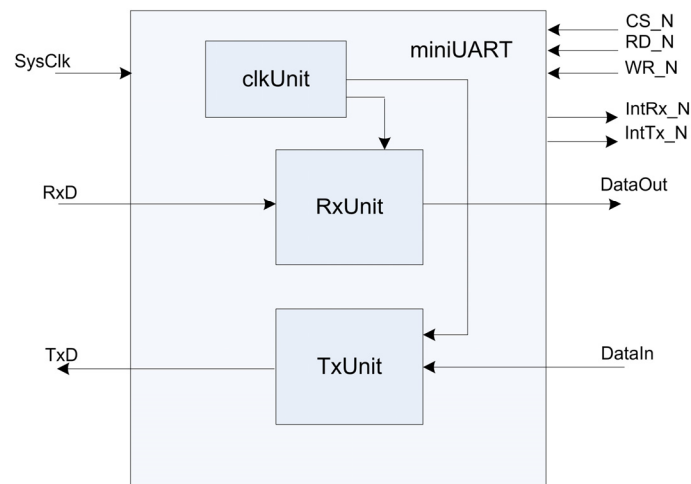 CS_N
miniUART
RD_N
SysClk
WR_N
clkUnit
IntRx_N
IntTx_N
RxD
DataOut
RxUnit
TxD
DataIn
TxUnit